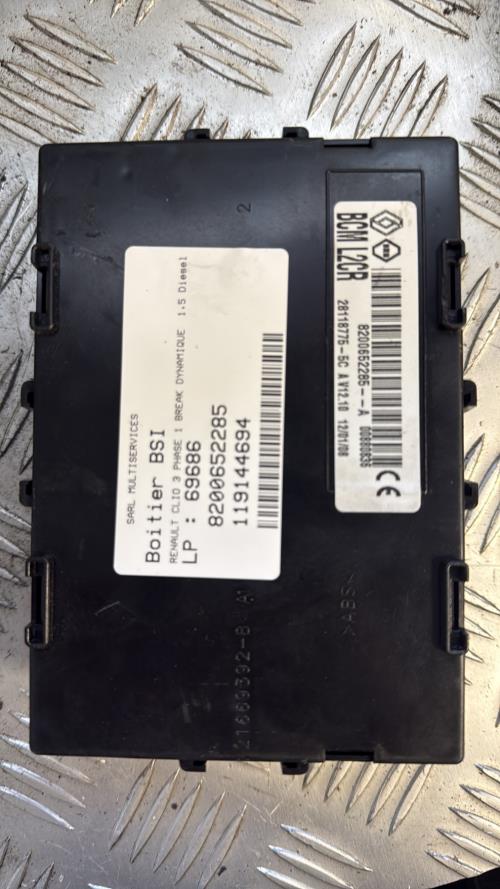 SARL MULTISERVICES
Boitier BSI
RENAULT CLIO 3 PHASE 1 BREAK DYNAMIQUE 1.5 Diesel
LP : 69686
8200652285
119144694
BCM L2CR
8200652285--A
28118775-5C A V12.10 12/01/08
CE
2
>ABS<